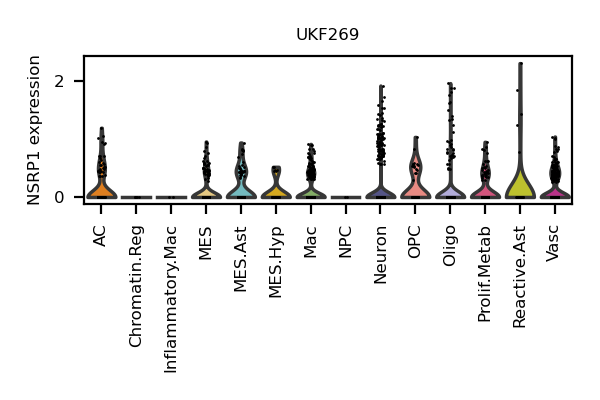 UKF269
NSRP1 expression
2
0
AC
Chromatin.Reg
Inflammatory.Mac
MES
MES.Ast
MES.Hyp
Mac
NPC
Neuron
OPC
Oligo
Prolif.Metab
Reactive.Ast
Vasc